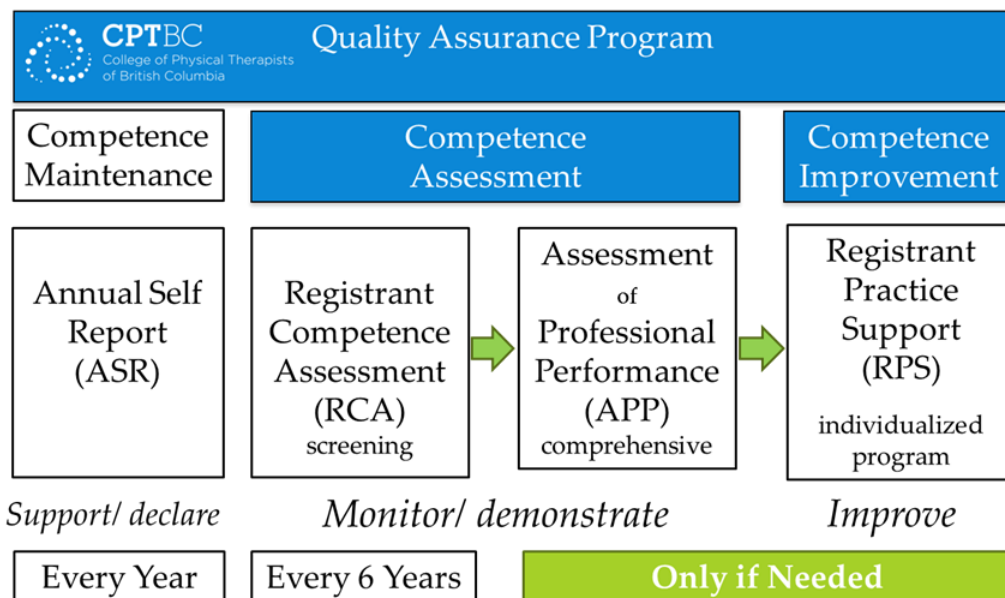 CPTBC
College of Physical Therapists
of British Columbia
Quality Assurance Program
Competence
Maintenance
Competence
Assessment
Competence
Improvement
Annual Self
Report
(ASR)
Registrant
Competence
Assessment
(RCA)
screening
Assessment
of
Professional
Performance
(APP)
comprehensive
Registrant
Practice
Support
(RPS)
individualized
program
Support/ declare
Monitor/ demonstrate
Improve
Every Year
Every 6 Years
Only if Needed